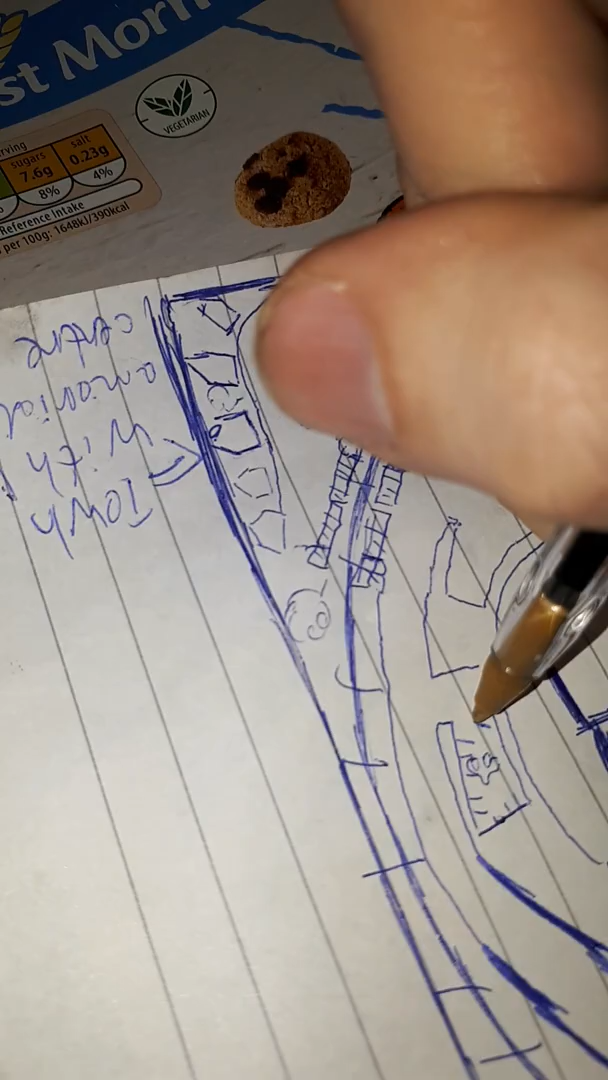 st Morn
VEGETARIAN
rving
sugars
7.6g
8%
salt
0.23g
4%
Reference Intake
per 100g: 1648kJ/390kcal
Town
with
centre